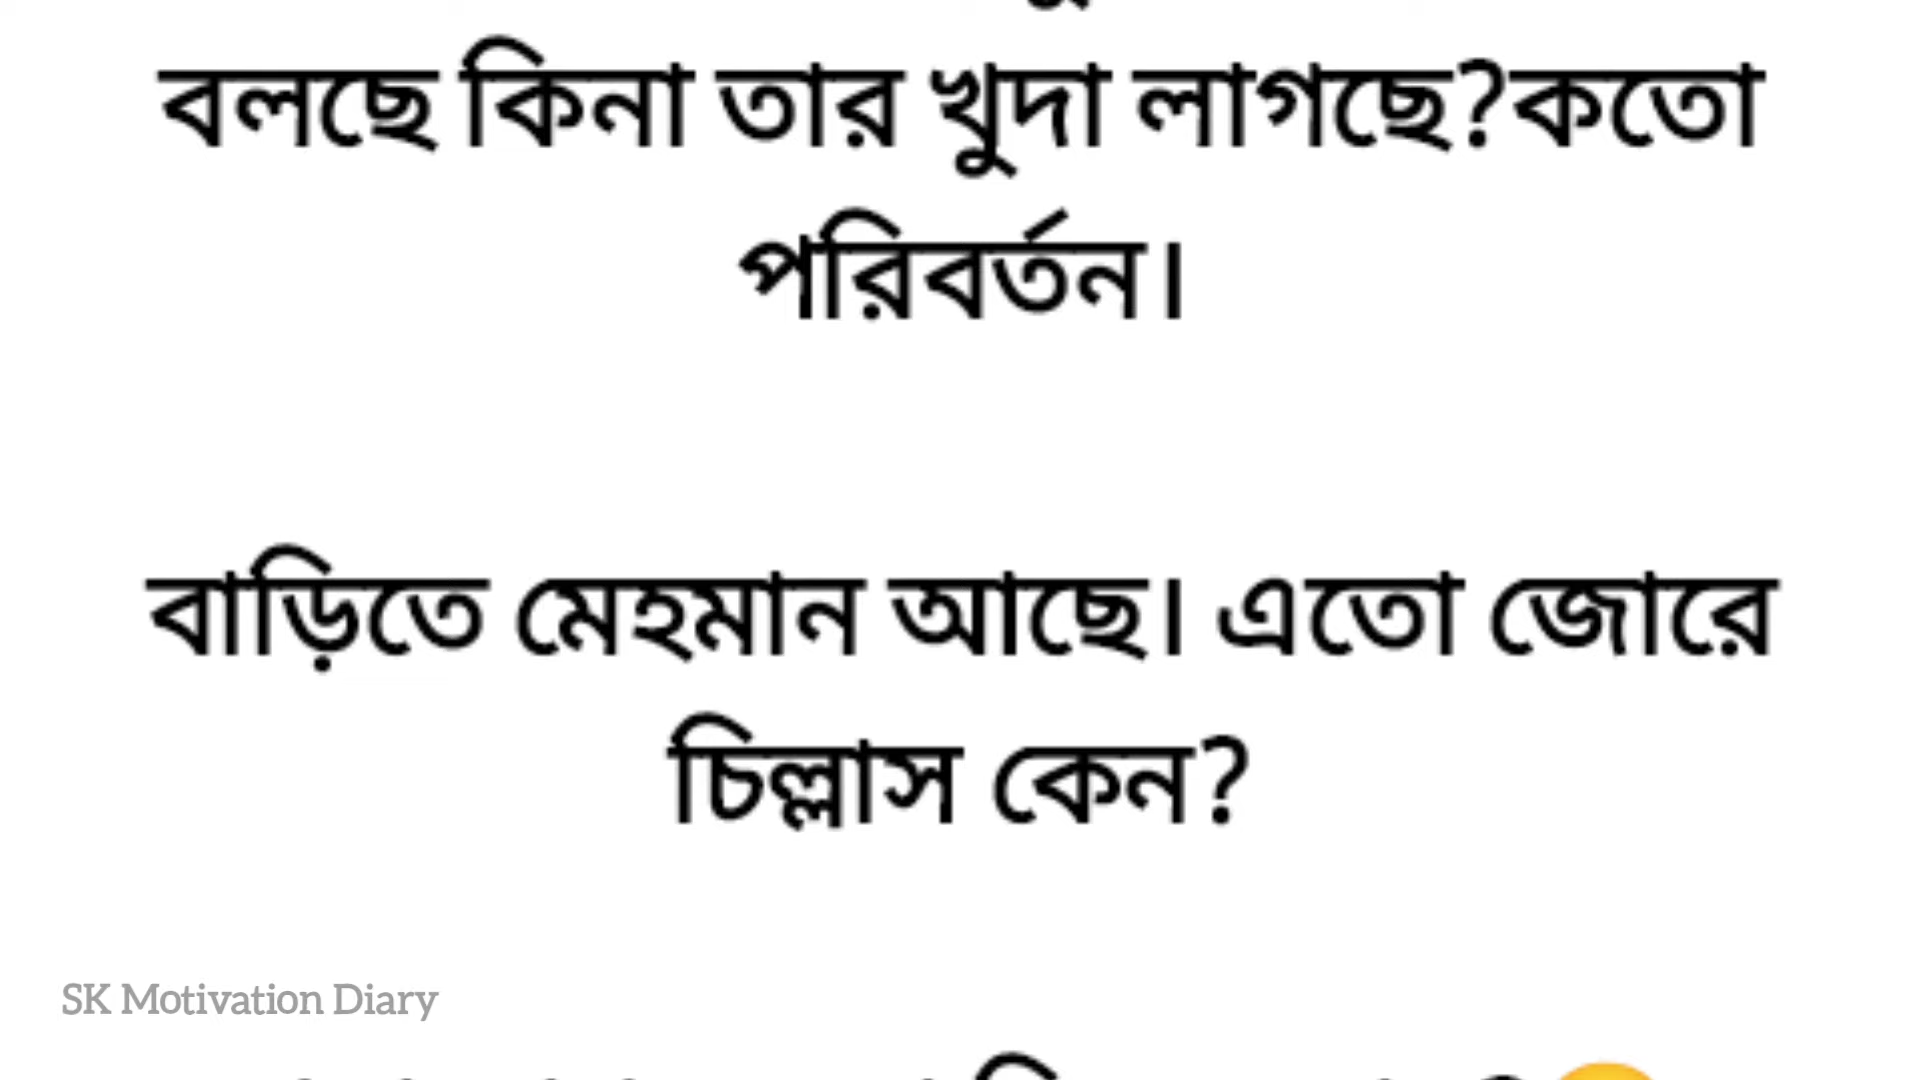 বলছে কিনা তার খুদা লাগছে?কতো
পরিবর্তন।
বাড়িতে মেহমান আছে। এতো জোরে
চিল্লাস কেন?
SK Motivation Diary